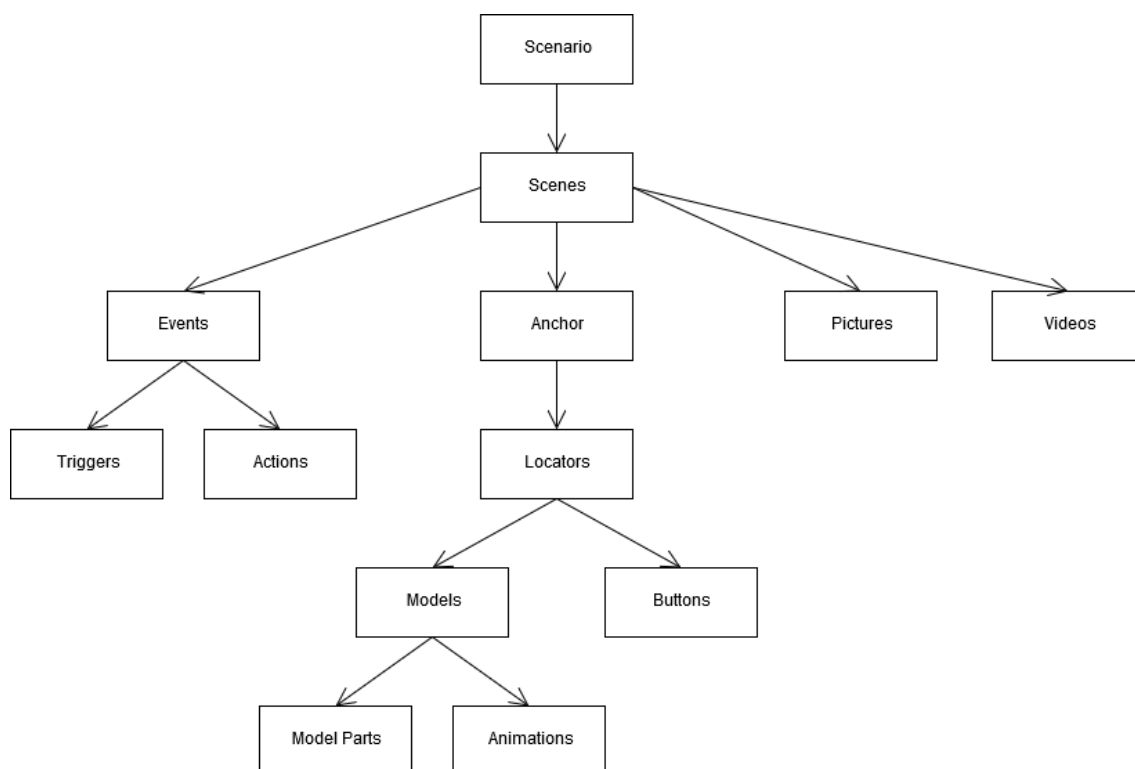 Scenario
Scenes
Events
Anchor
Pictures
Videos
Triggers
Actions
Locators
Models
Buttons
Model Parts
Animations